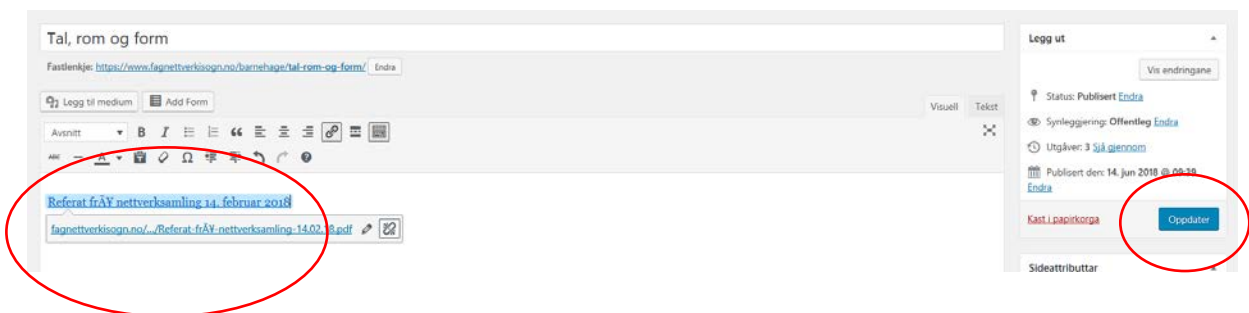 Tal, rom og form
Fastlenkje: https://www.fagnettverkisogn.no/barnehage/tal-rom-og-form/ Endra
Legg til medium Add Form
Visuell Tekst
Avsnitt B I
ABC A Ω
Referat frÃ¥ nettverksamling 14. februar 2018
fagnettverkisogn.no/.../Referat-frÃ¥-nettverksamling-14.02.18.pdf
Legg ut
Vis endringane
Status: Publisert Endra
Synleggjering: Offentleg Endra
Utgåver: 3 Sjå gjennom
Publisert den: 14. jun 2018 @ 09:39
Endra
Kast i papirkorga Oppdater
Sideattributtar